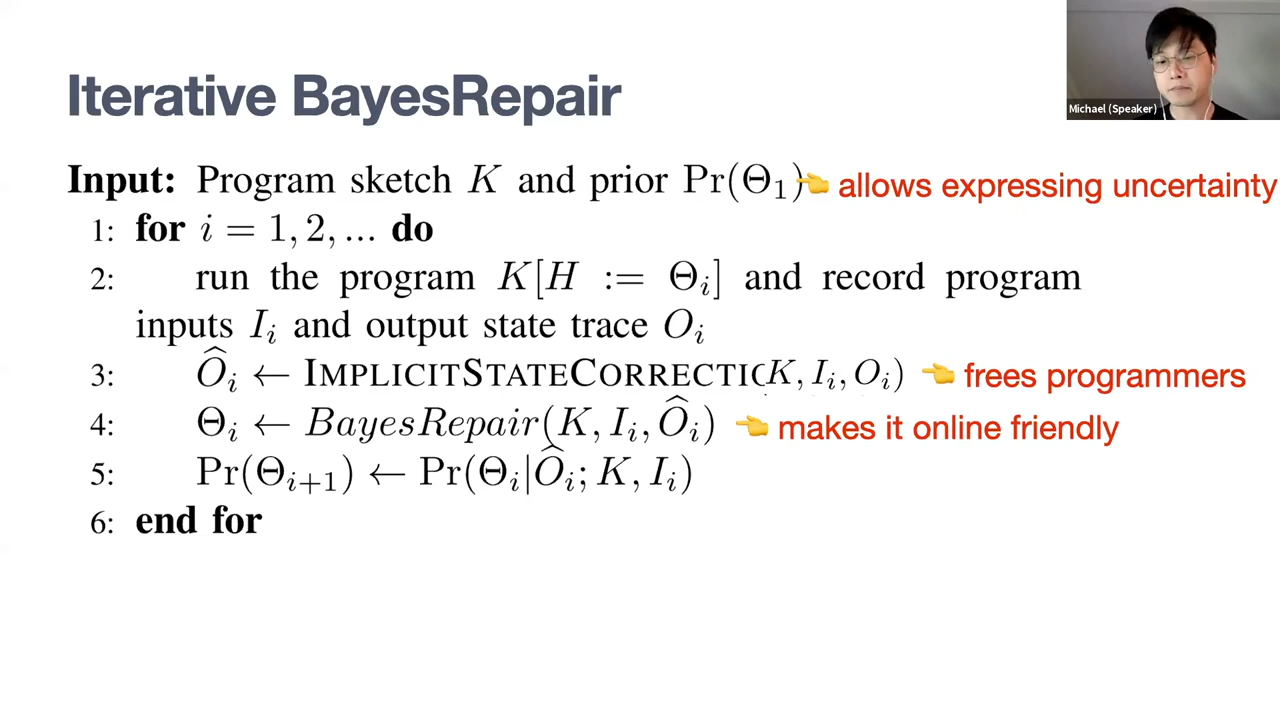 Michael (Speaker)
Iterative BayesRepair
Input: Program sketch K and prior Pr(Θ₁) 👈 allows expressing uncertainty
1: for i = 1, 2, ... do
2: run the program K[H := Θᵢ] and record program
inputs Iᵢ and output state trace Oᵢ
3: Ôᵢ ← IMPLICITSTATECORRECTI K, Iᵢ, Oᵢ) 👈 frees programmers
4: Θᵢ ← BayesRepair(K, Iᵢ, Ôᵢ) 👈 makes it online friendly
5: Pr(Θᵢ₊₁) ← Pr(Θᵢ|Ôᵢ; K, Iᵢ)
6: end for